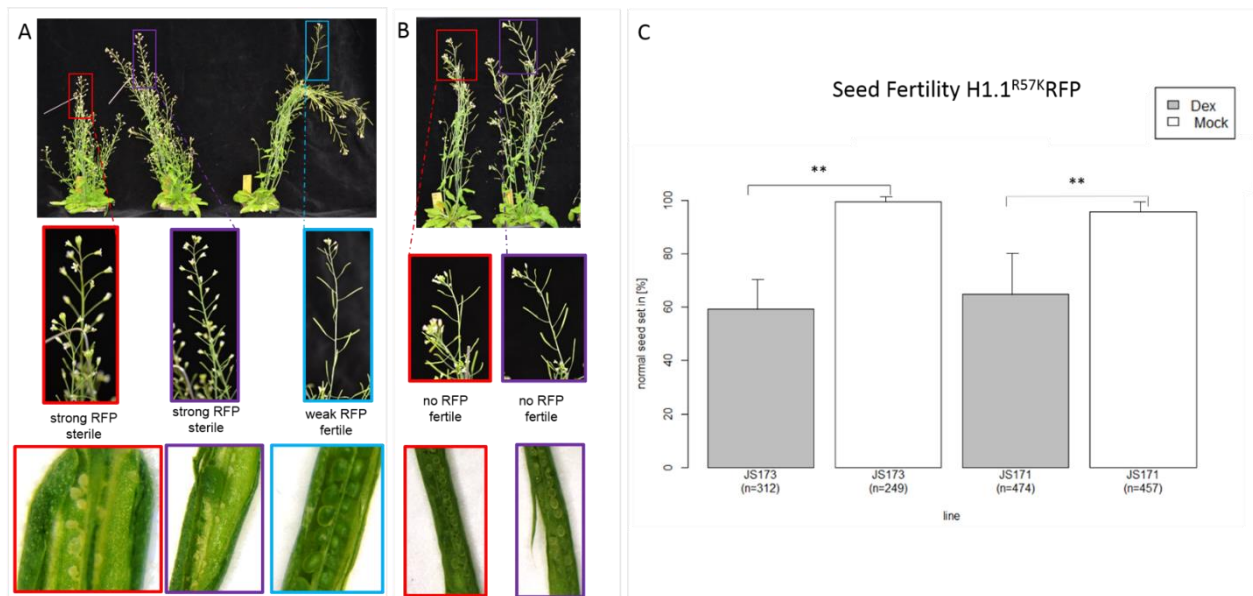 A
strong RFP
sterile
strong RFP
sterile
weak RFP
fertile
B
no RFP
fertile
no RFP
fertile
C
Seed Fertility H1.1R57KRFP
Dex
Mock
**
**
normal seed set in [%]
0
20
40
60
80
100
JS173
(n=312)
JS173
(n=249)
JS171
(n=474)
JS171
(n=457)
line